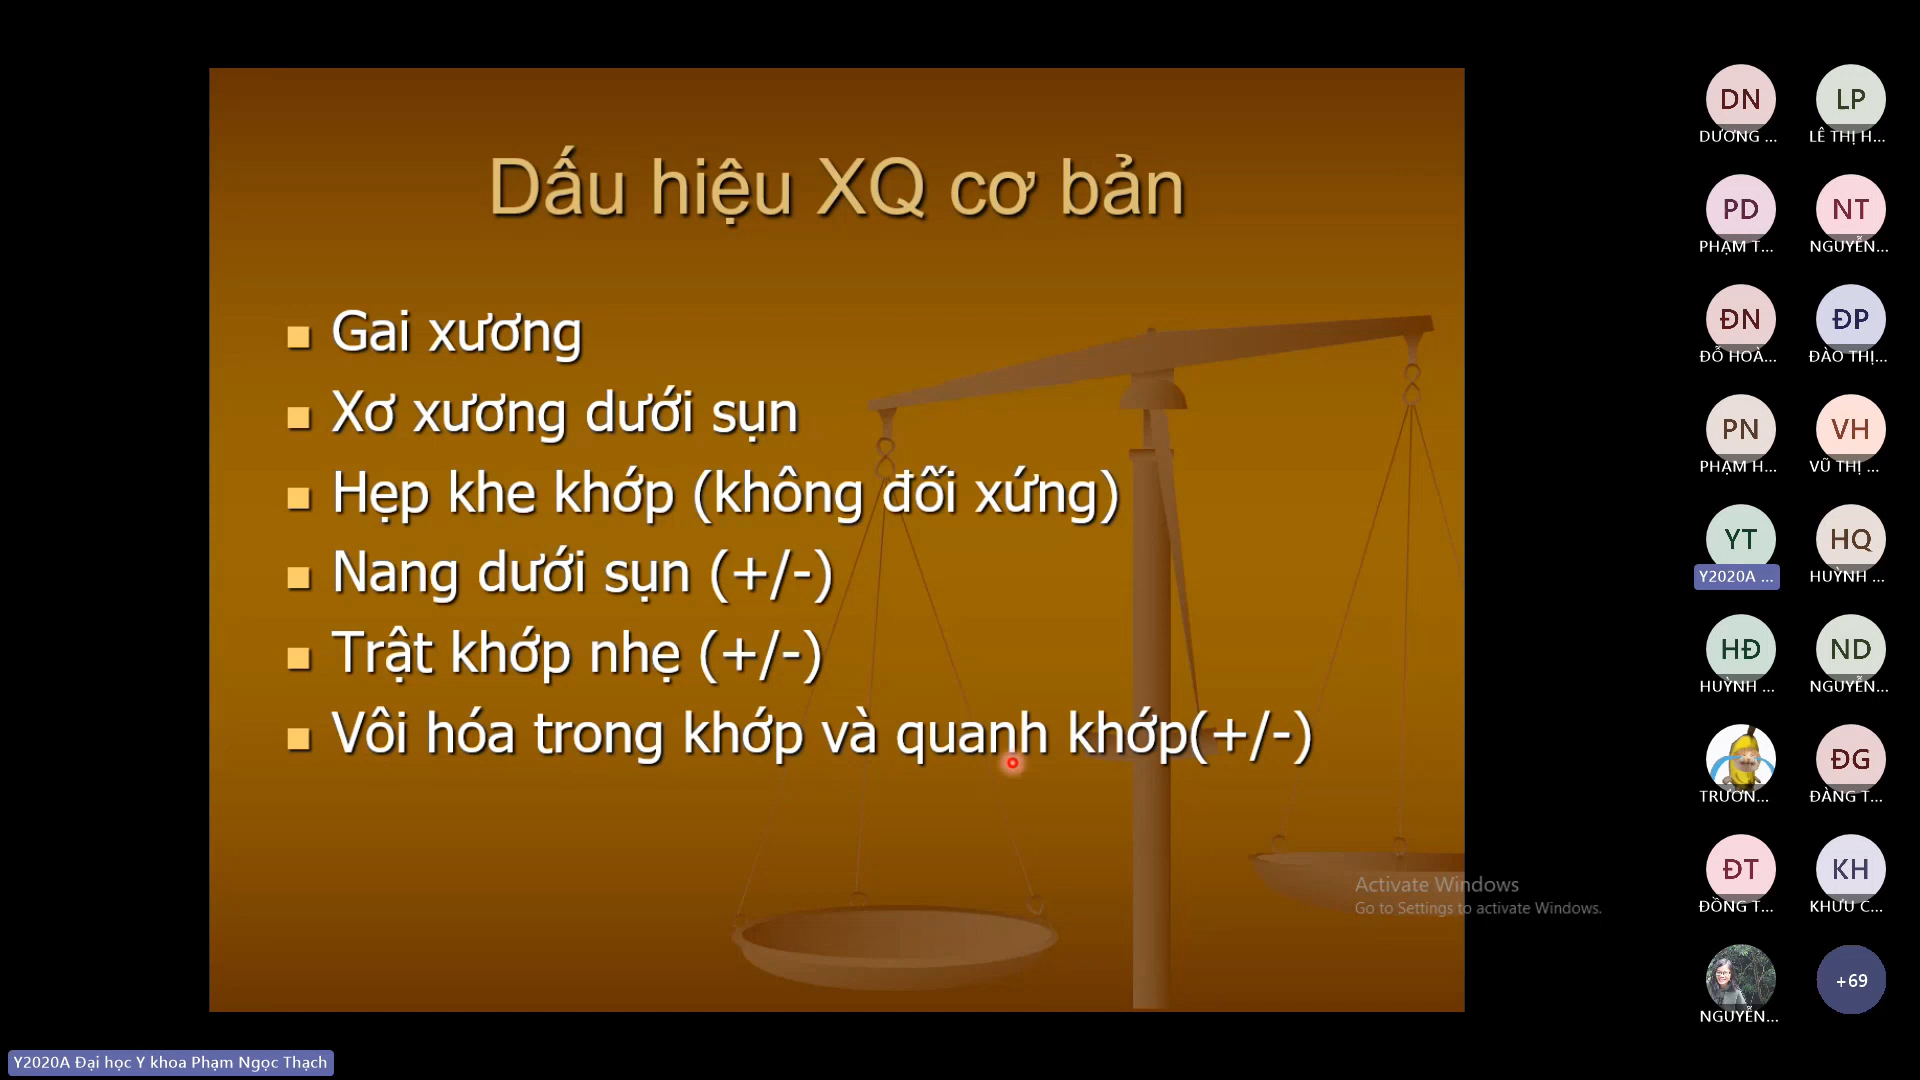 Dấu hiệu XQ cơ bản
Gai xương
Xơ xương dưới sụn
Hẹp khe khớp (không đối xứng)
Nang dưới sụn (+/-)
Trật khớp nhẹ (+/-)
Vôi hóa trong khớp và quanh khớp(+/-)
Activate Windows
Go to Settings to activate Windows.
Y2020A Đại học Y khoa Phạm Ngọc Thạch
DN
DƯƠNG ...
LP
LÊ THỊ H...
PD
PHẠM T...
NT
NGUYỄN...
ĐN
ĐỖ HOÀ...
ĐP
ĐÀO THỊ...
PN
PHẠM H...
VH
VŨ THỊ ...
YT
Y2020A ...
HQ
HUỲNH ...
HĐ
HUỲNH ...
ND
NGUYỄN...
TRƯƠN...
ĐG
ĐÀNG T...
ĐT
ĐỒNG T...
KH
KHƯU C...
NGUYỄN...
+69